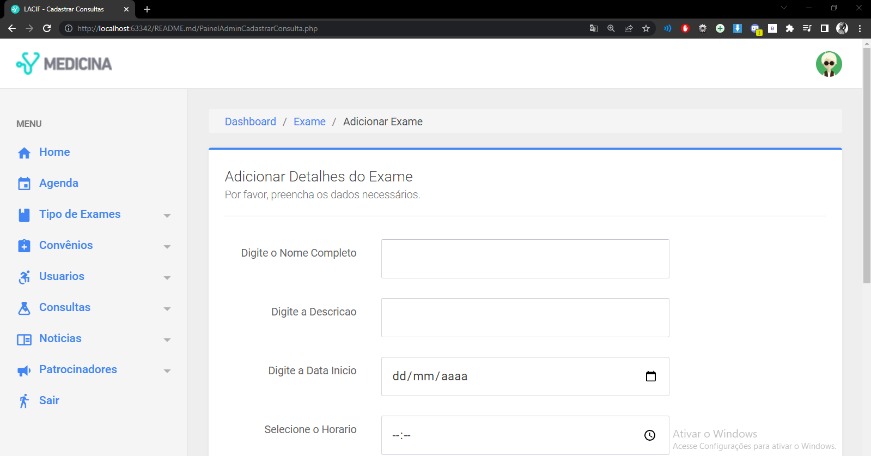 LACIF - Cadastrar Consultas
http://localhost:63342/README.md/PainelAdminCadastrarConsulta.php
MEDICINA
MENU
Home
Agenda
Tipo de Exames
Convênios
Usuarios
Consultas
Noticias
Patrocinadores
Sair
Dashboard / Exame / Adicionar Exame
Adicionar Detalhes do Exame
Por favor, preencha os dados necessários.
Digite o Nome Completo
Digite a Descricao
Digite a Data Inicio
dd/mm/aaaa
Selecione o Horario
--:--
Ativar o Windows
Acesse Configurações para ativar o Windows.